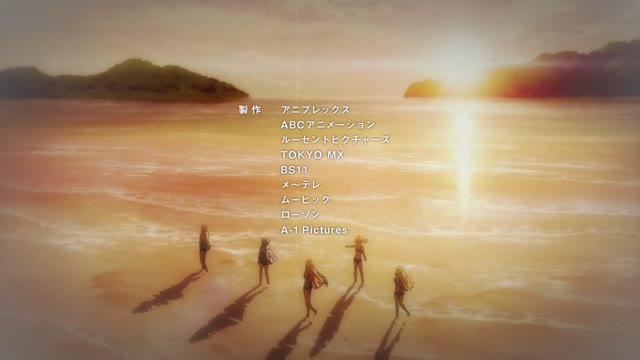 製作 アニプレックス
ABCアニメーション
ルーセントピクチャーズ
TOKYO MX
BS11
メ～テレ
ムービック
ローソン
A-1 Pictures